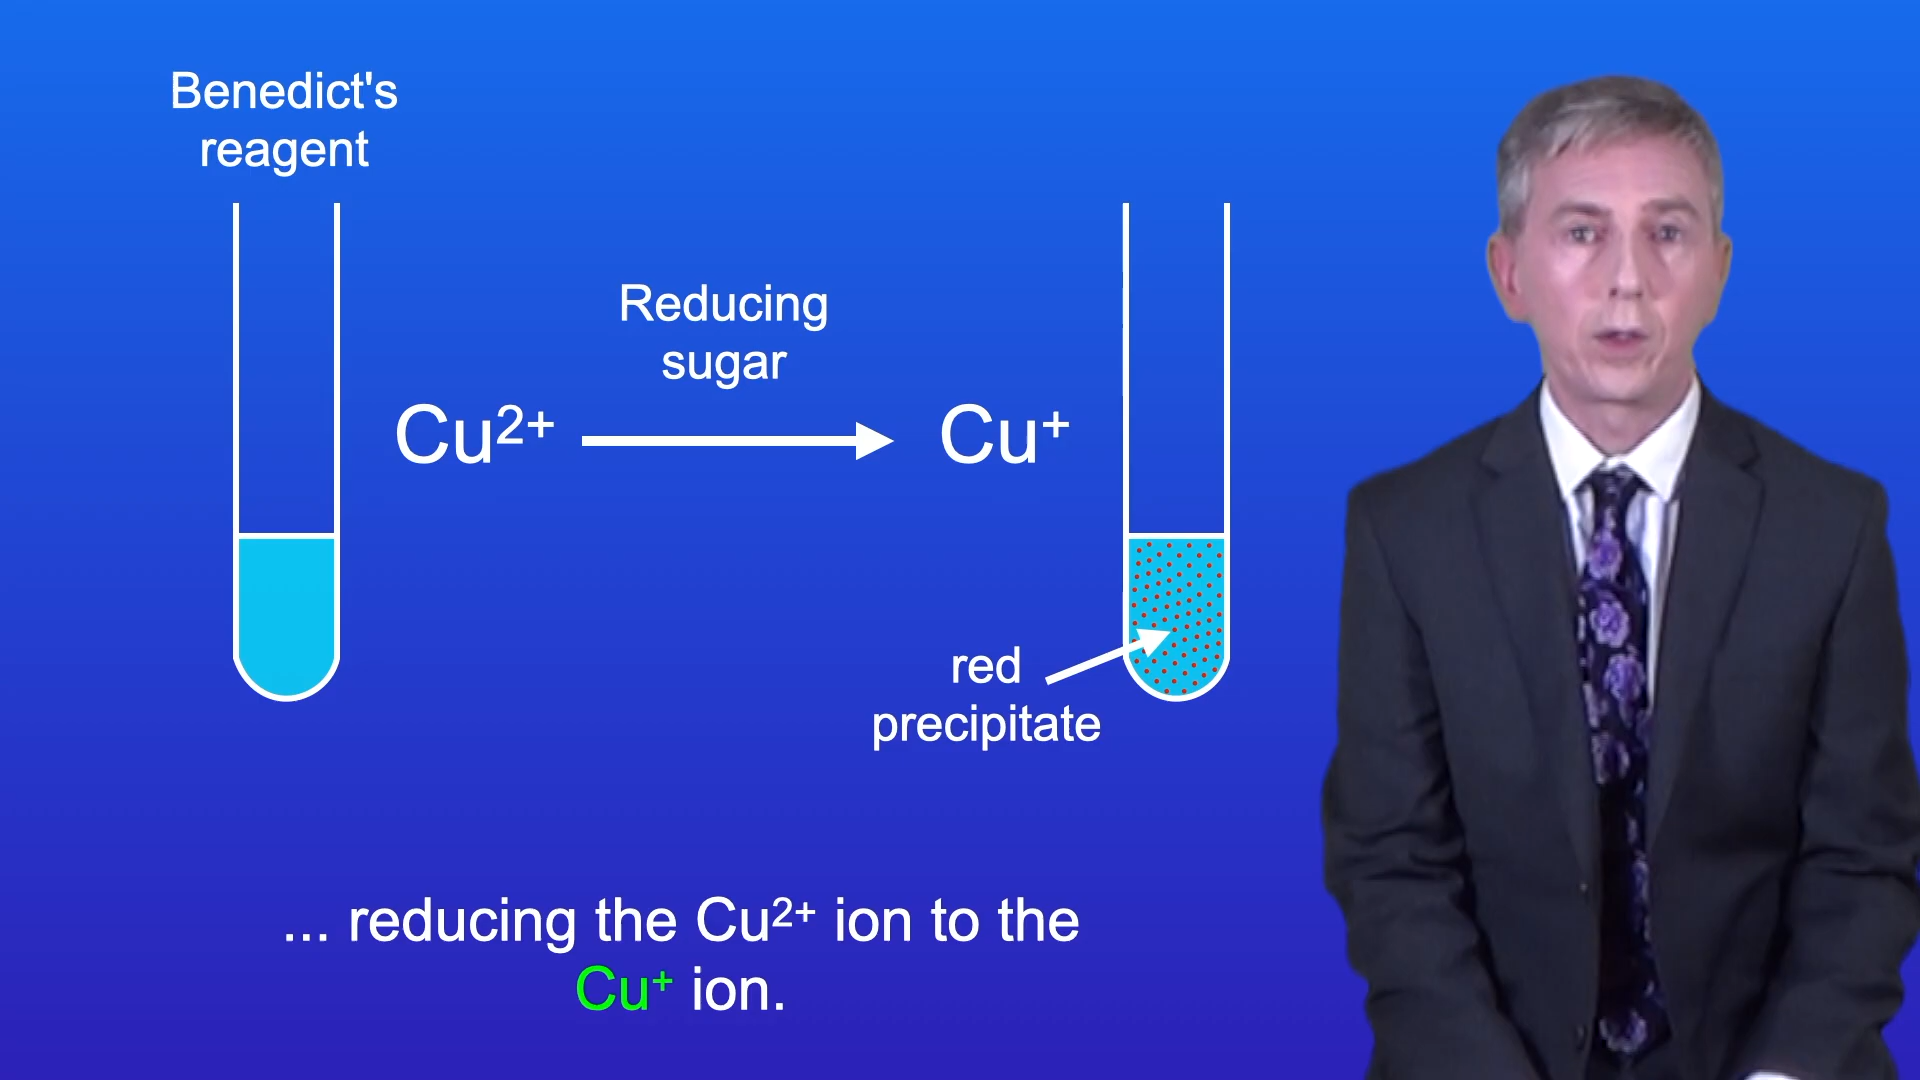 Benedict's
reagent
Reducing
sugar
Cu²⁺
Cu⁺
red
precipitate
... reducing the Cu²⁺ ion to the
Cu⁺ ion.